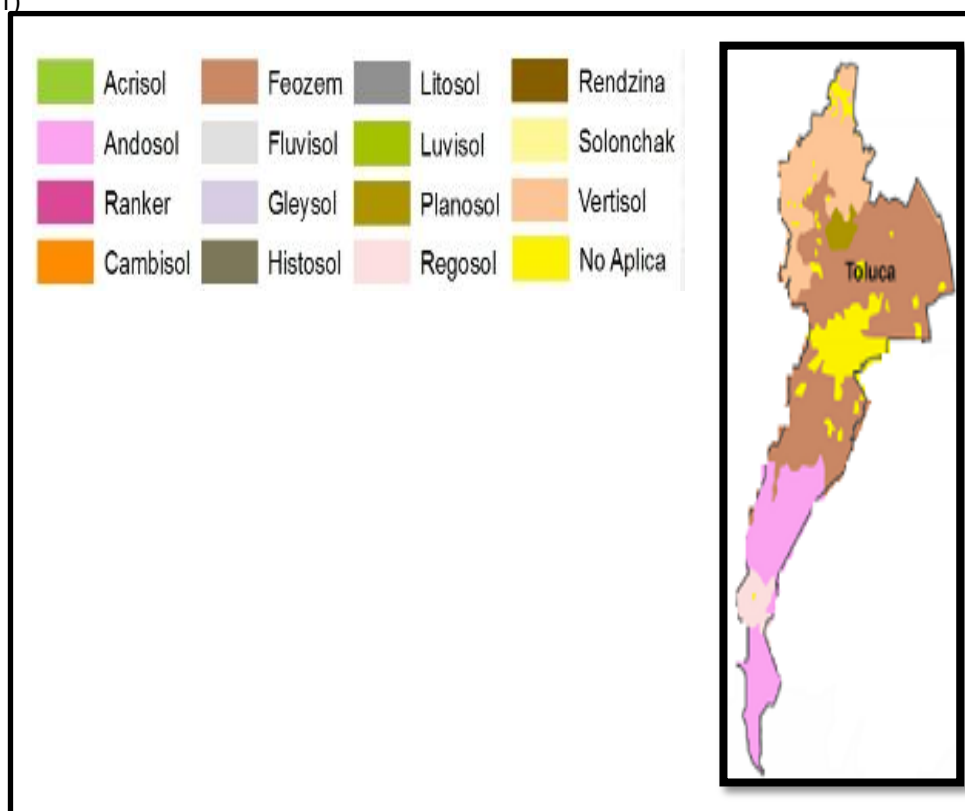 Acrisol Feozem Litosol Rendzina
Andosol Fluvisol Luvisol Solonchak
Ranker Gleysol Planosol Vertisol
Cambisol Histosol Regosol No Aplica
Toluca